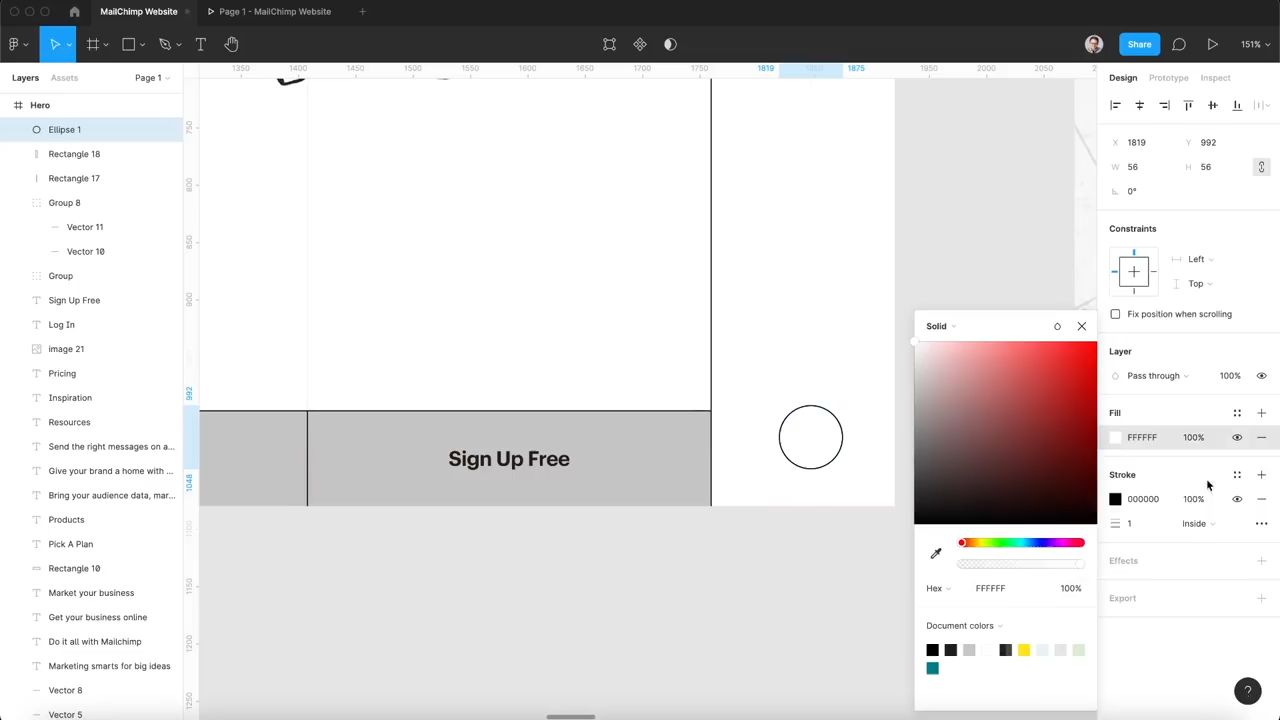 MailChimp Website
Page 1 - MailChimp Website
Share
151%
Layers
Assets
Page 1
1350
1400
1450
1500
1550
1600
1650
1700
1750
1819
1875
1950
2000
2050
Design
Prototype
Inspect
Hero
Ellipse 1
Rectangle 18
Rectangle 17
Group 8
Vector 11
Vector 10
Group
Sign Up Free
Log In
image 21
Pricing
Inspiration
Resources
Send the right messages on a...
Give your brand a home with ...
Bring your audience data, mar...
Products
Pick A Plan
Rectangle 10
Market your business
Get your business online
Do it all with Mailchimp
Marketing smarts for big ideas
Vector 8
Vector 5
750
800
850
900
992
1048
1150
1200
1250
Sign Up Free
Solid
Hex
FFFFFF
100%
Document colors
X 1819
Y 992
W 56
H 56
0°
Constraints
Left
Top
Fix position when scrolling
Layer
Pass through
100%
Fill
FFFFFF
100%
Stroke
000000
100%
1
Inside
Effects
Export
?